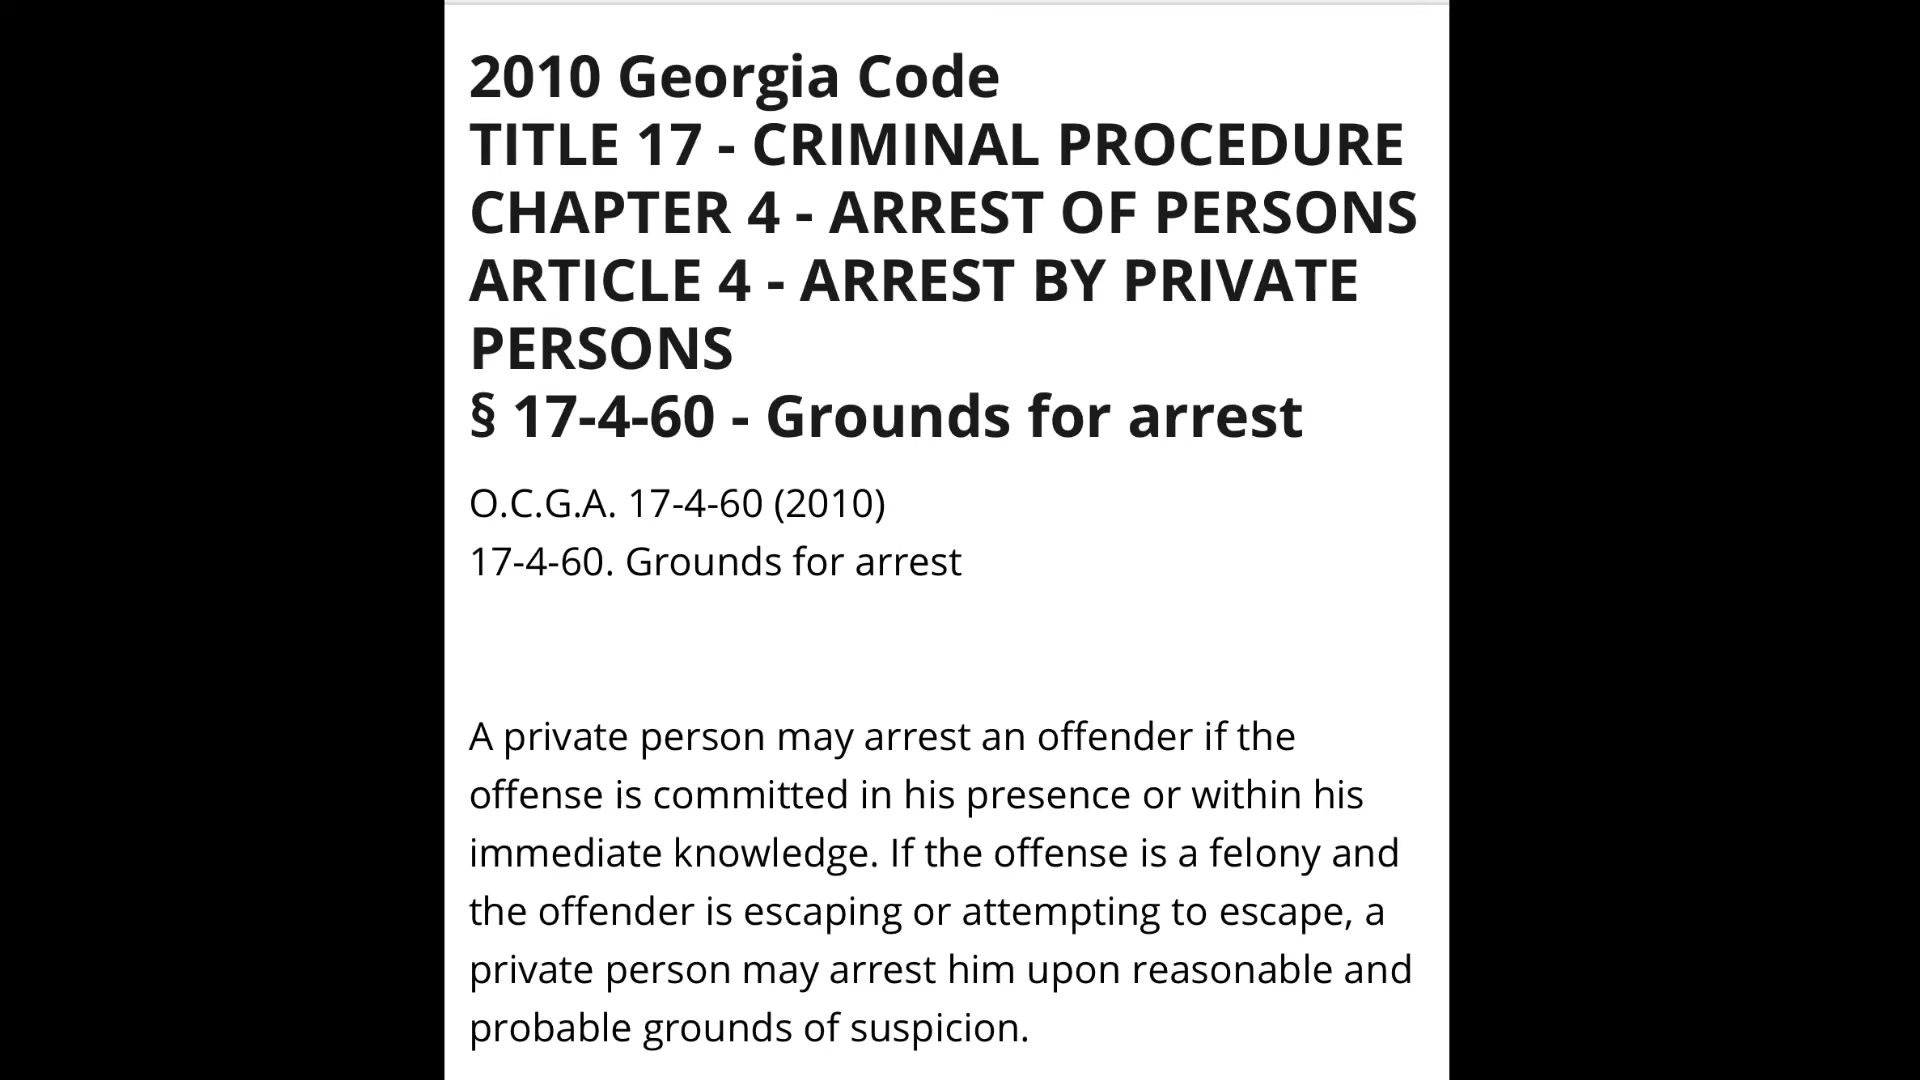 2010 Georgia Code
TITLE 17 - CRIMINAL PROCEDURE
CHAPTER 4 - ARREST OF PERSONS
ARTICLE 4 - ARREST BY PRIVATE
PERSONS
§ 17-4-60 - Grounds for arrest
O.C.G.A. 17-4-60 (2010)
17-4-60. Grounds for arrest
A private person may arrest an offender if the
offense is committed in his presence or within his
immediate knowledge. If the offense is a felony and
the offender is escaping or attempting to escape, a
private person may arrest him upon reasonable and
probable grounds of suspicion.